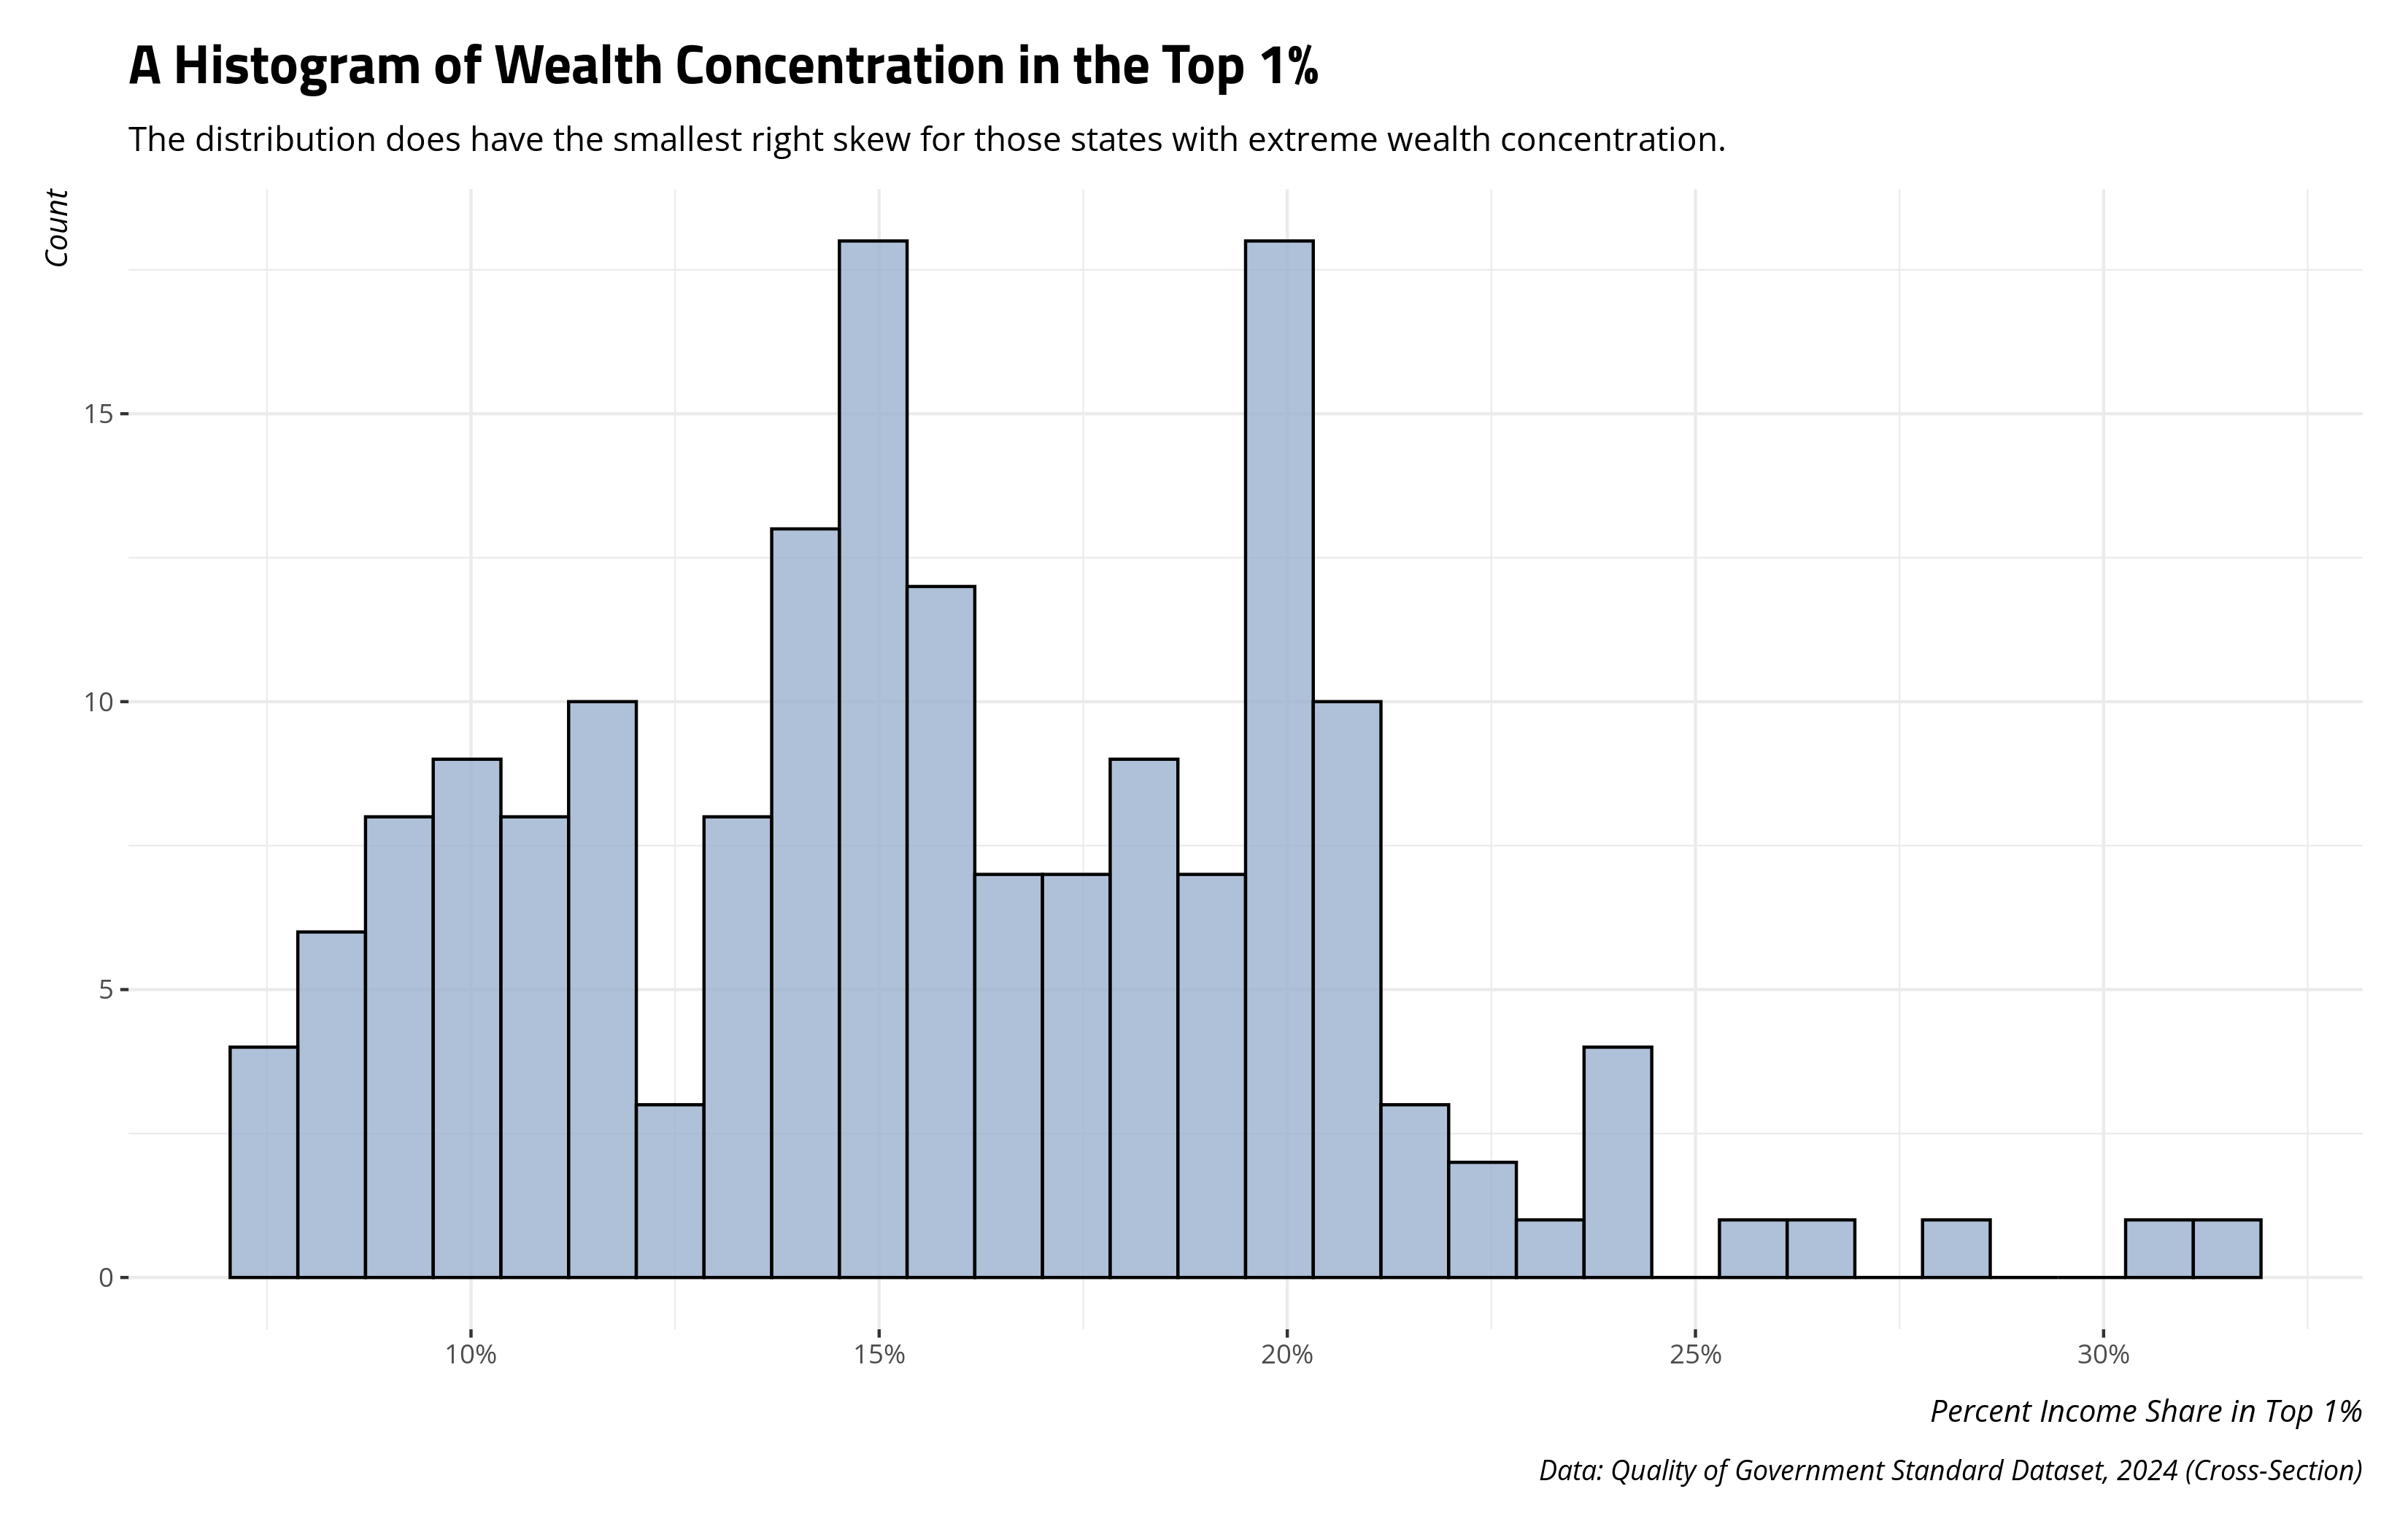 A Histogram of Wealth Concentration in the Top 1%
The distribution does have the smallest right skew for those states with extreme wealth concentration.
Count
15
10
5
0
10% 15% 20% 25% 30%
Percent Income Share in Top 1%
Data: Quality of Government Standard Dataset, 2024 (Cross-Section)